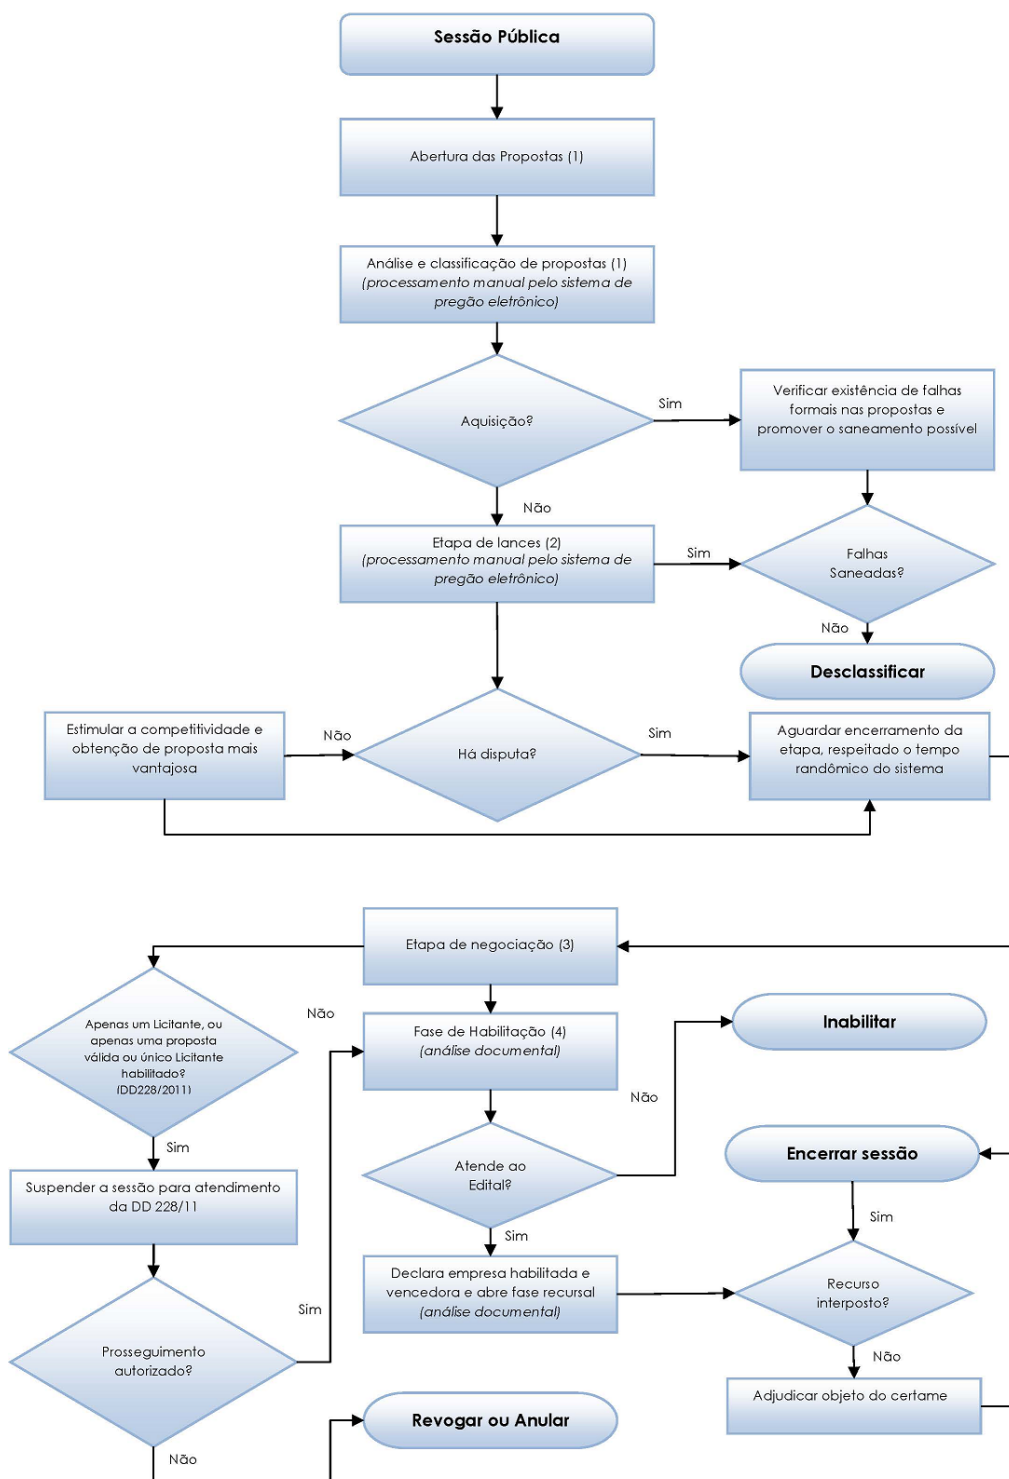 Sessão Pública
Abertura das Propostas (1)
Análise e classificação de propostas (1)
(processamento manual pelo sistema de
pregão eletrônico)
Aquisição?
Sim
Verificar existência de falhas
formais nas propostas e
promover o saneamento possível
Não
Etapa de lances (2)
(processamento manual pelo sistema de
pregão eletrônico)
Sim
Falhas
Saneadas?
Não
Desclassificar
Estimular a competitividade e
obtenção de proposta mais
vantajosa
Não
Há disputa?
Sim
Aguardar encerramento da
etapa, respeitado o tempo
randômico do sistema
Etapa de negociação (3)
Apenas um Licitante, ou
apenas uma proposta
válida ou único Licitante
habilitado?
(DD228/2011)
Não
Fase de Habilitação (4)
(análise documental)
Inabilitar
Não
Sim
Atende ao
Edital?
Encerrar sessão
Suspender a sessão para atendimento
da DD 228/11
Sim
Sim
Declara empresa habilitada e
vencedora e abre fase recursal
(análise documental)
Recurso
interposto?
Sim
Prosseguimento
autorizado?
Não
Adjudicar objeto do certame
Revogar ou Anular
Não